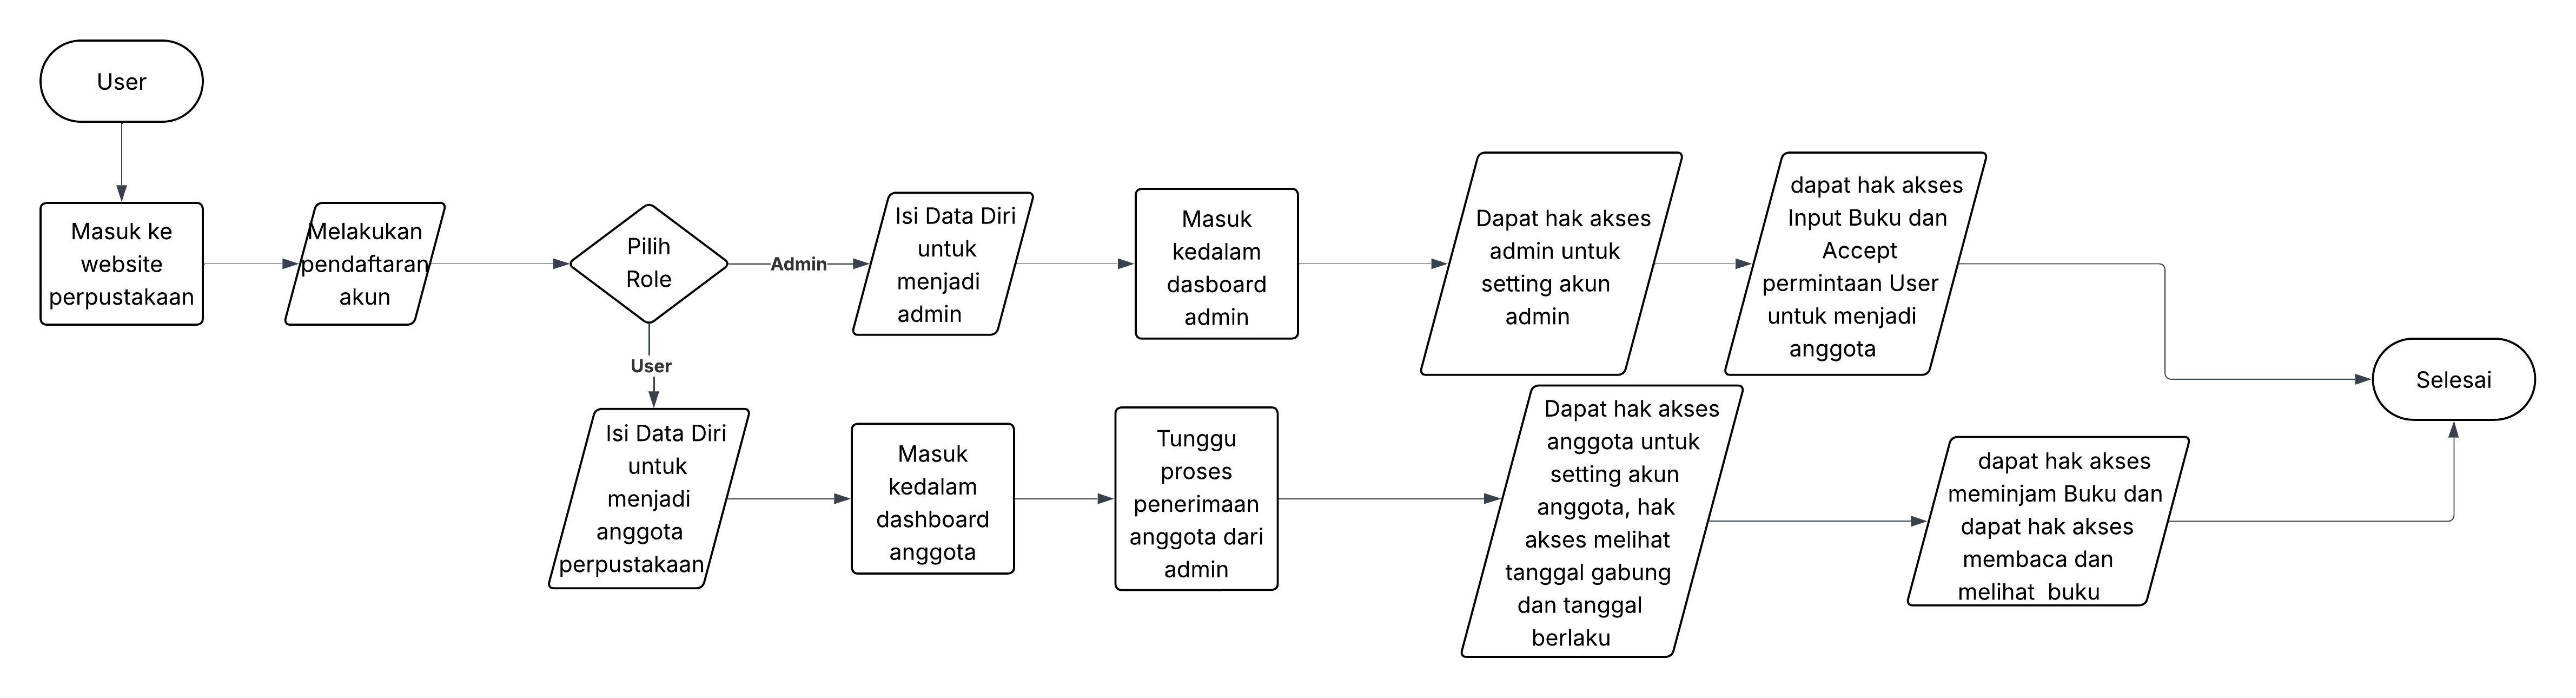 User
Masuk ke
website
perpustakaan
Melakukan
pendaftaran
akun
Pilih
Role
Admin
Isi Data Diri
untuk
menjadi
admin
Masuk
kedalam
dasboard
admin
Dapat hak akses
admin untuk
setting akun
admin
dapat hak akses
Input Buku dan
Accept
permintaan User
untuk menjadi
anggota
User
Isi Data Diri
untuk
menjadi
anggota
perpustakaan
Masuk
kedalam
dashboard
anggota
Tunggu
proses
penerimaan
anggota dari
admin
Dapat hak akses
anggota untuk
setting akun
anggota, hak
akses melihat
tanggal gabung
dan tanggal
berlaku
dapat hak akses
meminjam Buku dan
dapat hak akses
membaca dan
melihat  buku
Selesai